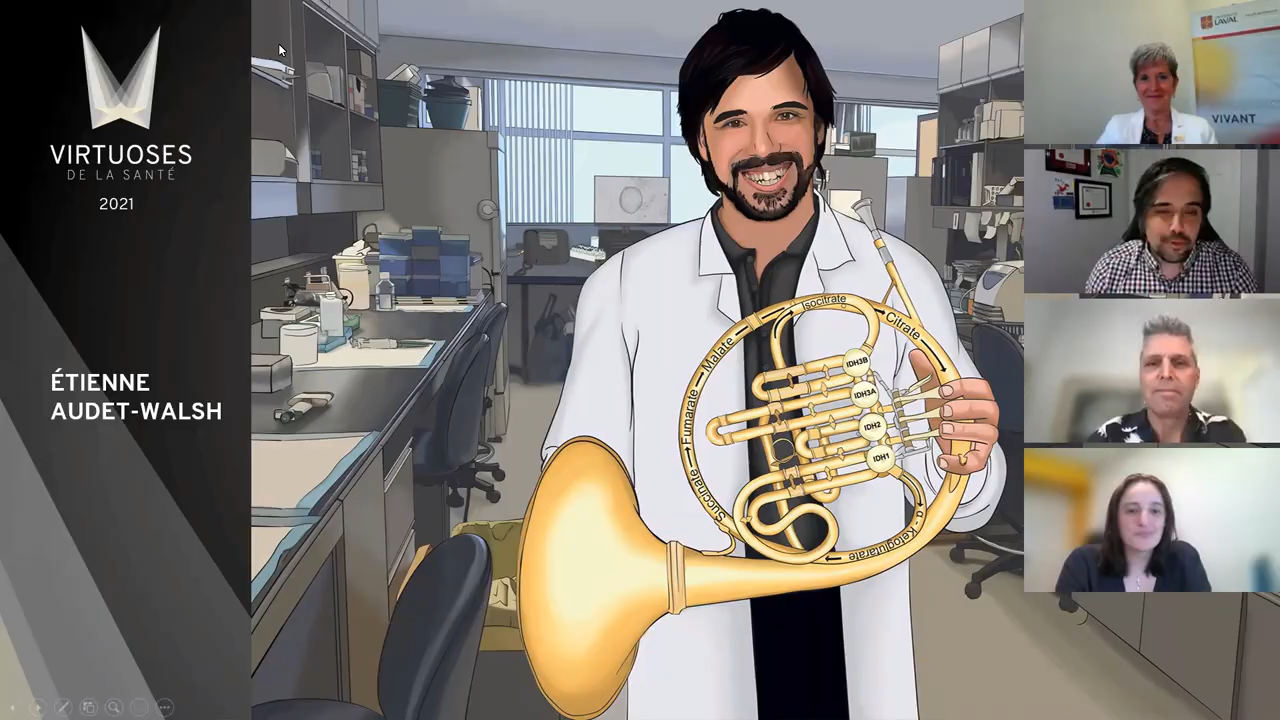 VIRTUOSES
DE LA SANTÉ
2021
ÉTIENNE
AUDET-WALSH
Isocitrate
Citrate
Malate
Fumarate
Succinate
α - Ketoglutarate
IDH3B
IDH3A
IDH2
IDH1
UNIVERSITÉ
LAVAL
VIVANT